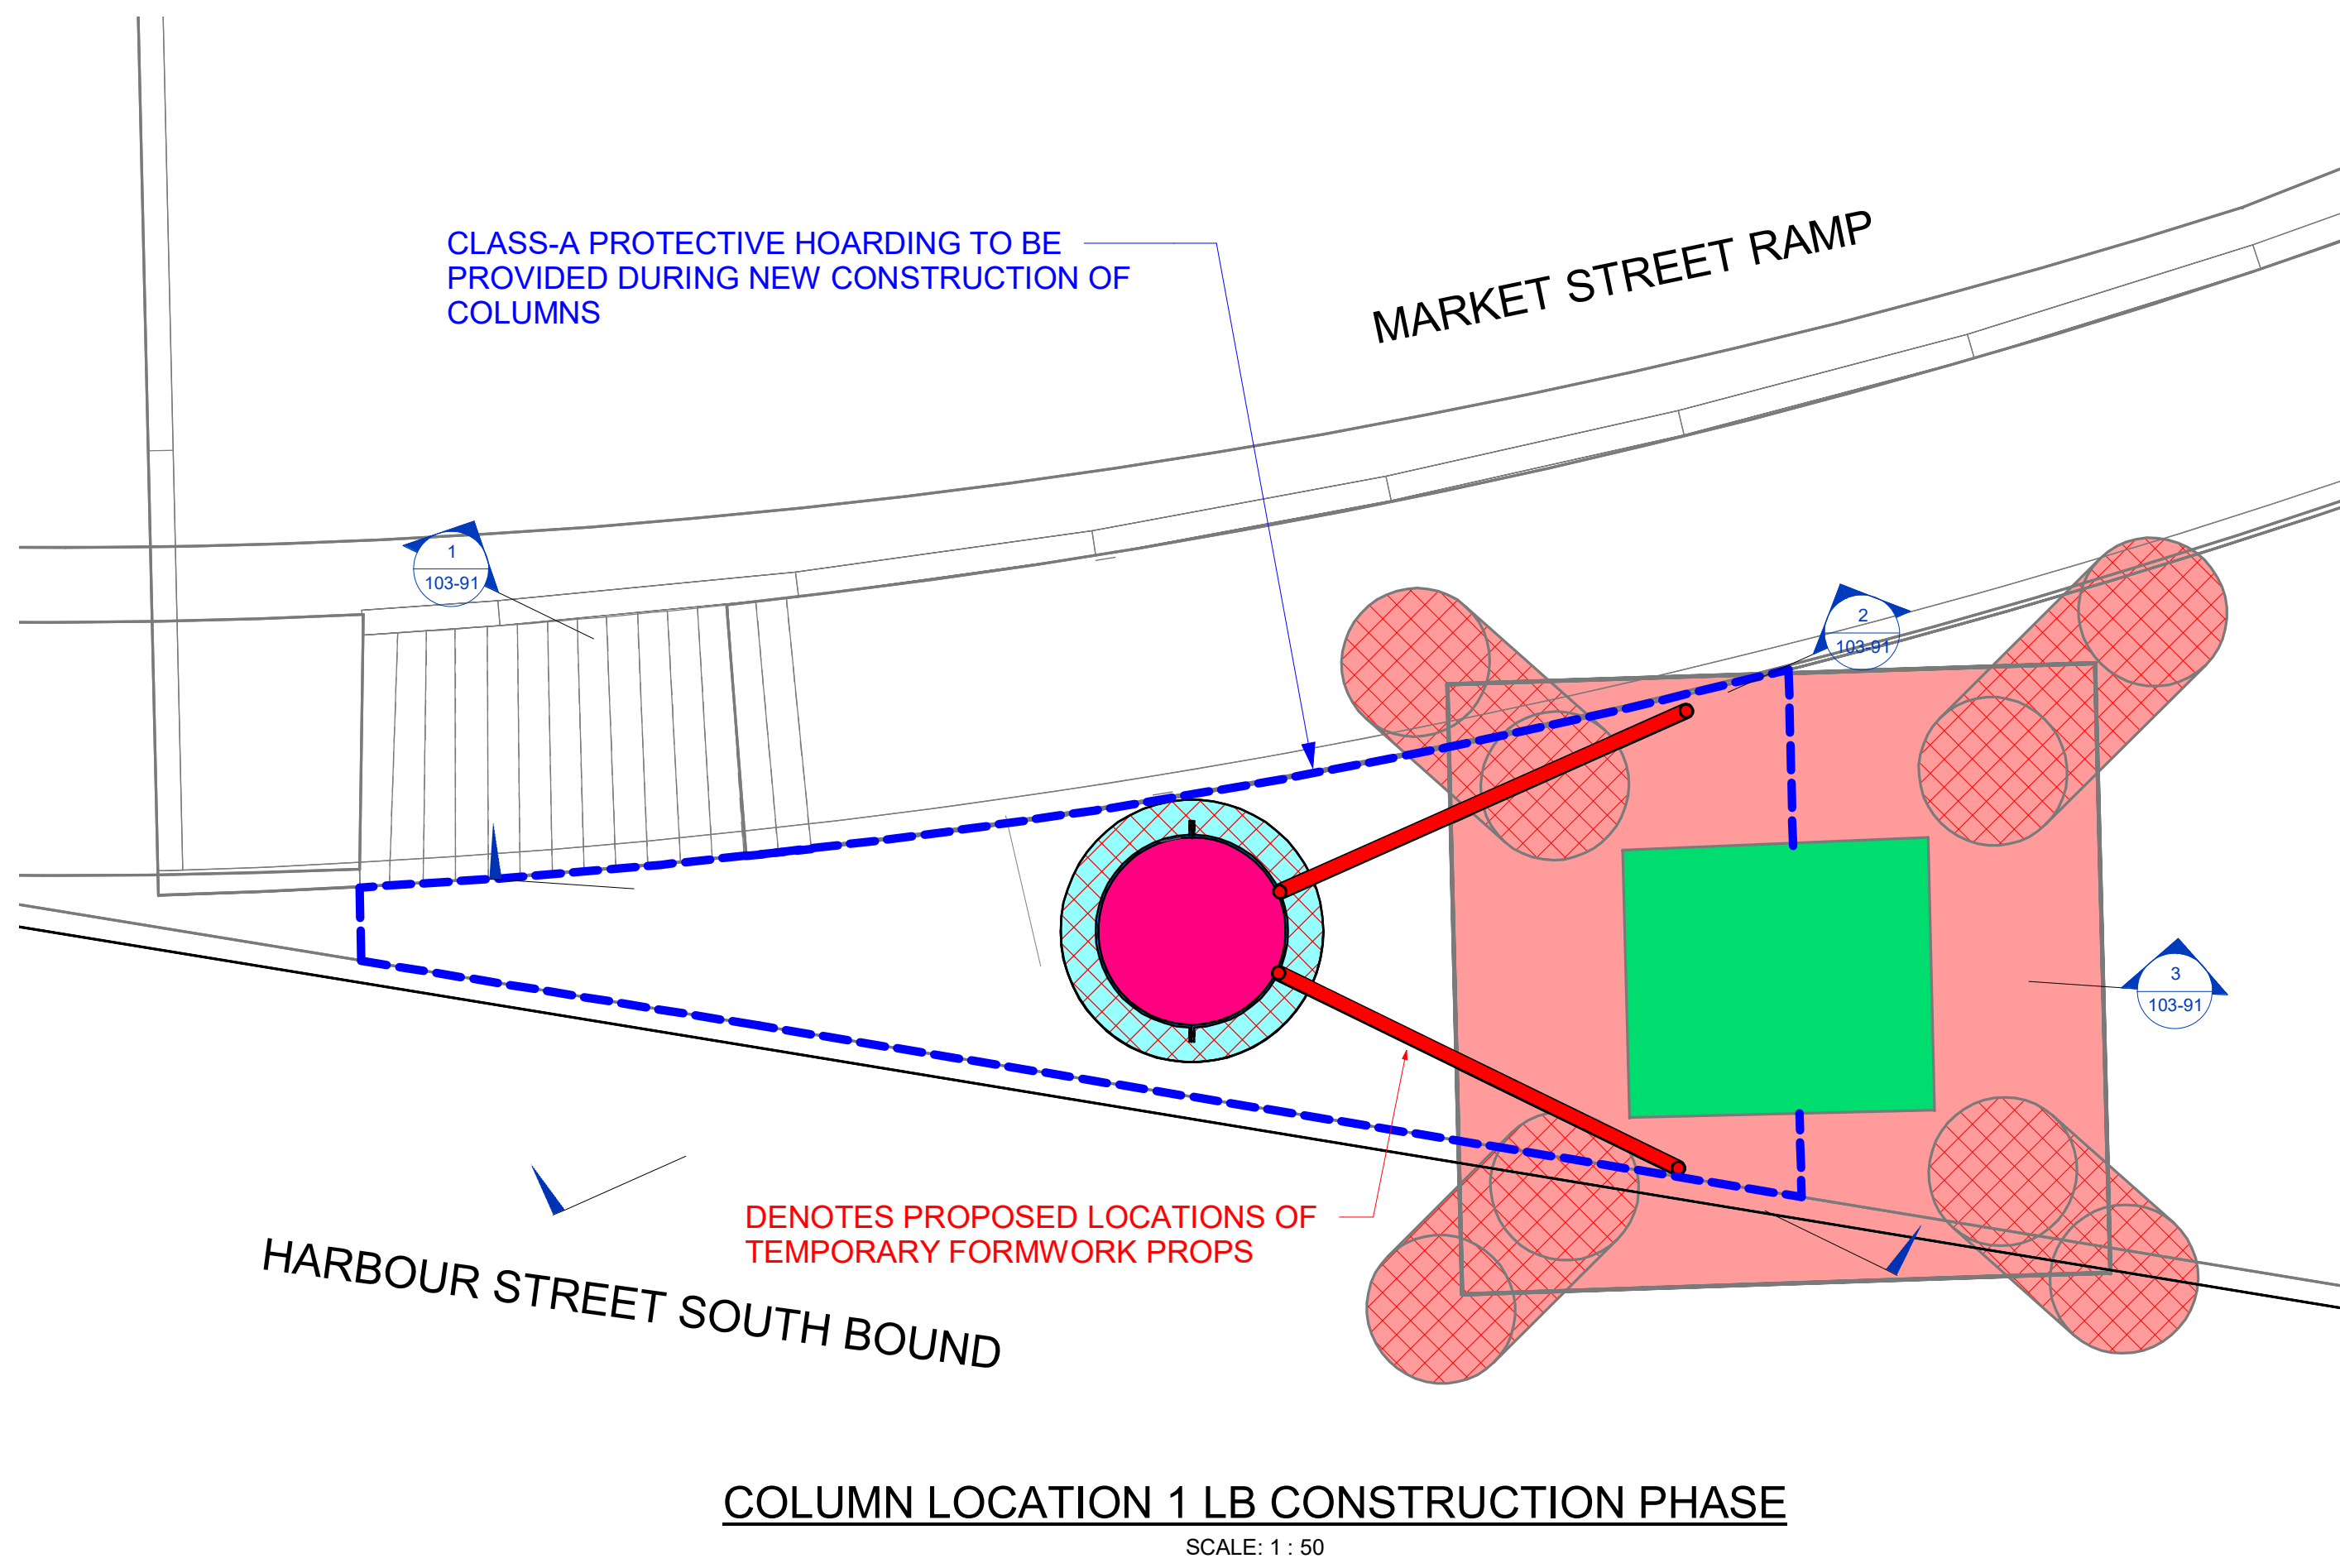 MARKET STREET RAMP
CLASS-A PROTECTIVE HOARDING TO BE
PROVIDED DURING NEW CONSTRUCTION OF
COLUMNS
1
103-91
2
103-91
3
103-91
DENOTES PROPOSED LOCATIONS OF
TEMPORARY FORMWORK PROPS
HARBOUR STREET SOUTH BOUND
COLUMN LOCATION 1 LB CONSTRUCTION PHASE
SCALE: 1 : 50